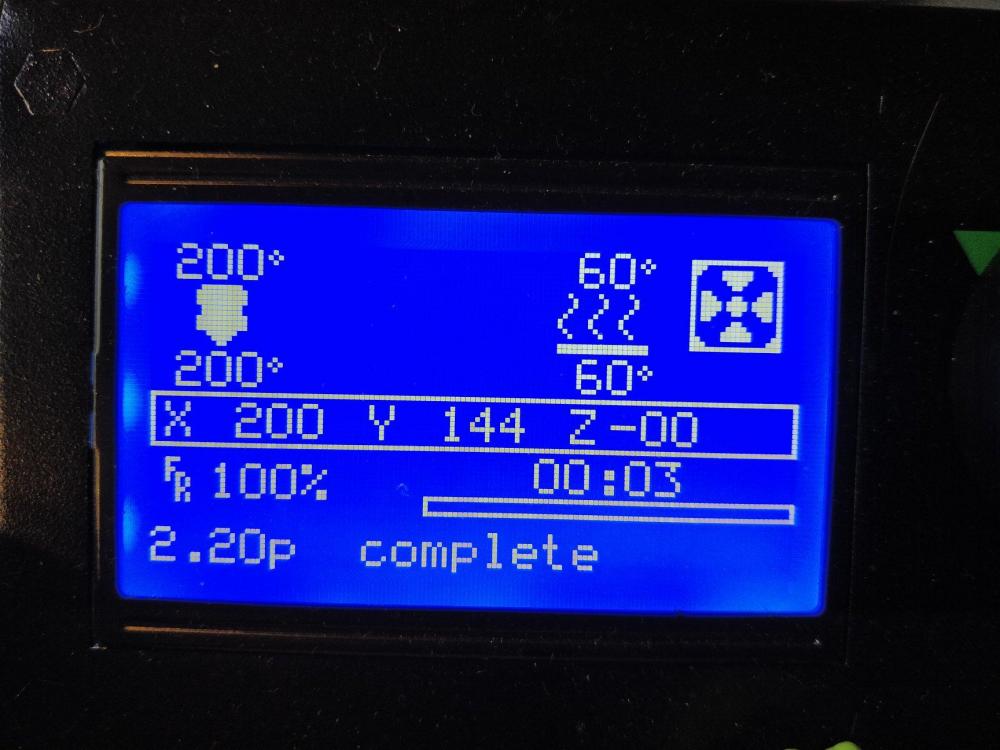 200° 60°
200° 60°
X 200 Y 144 Z-00
FR 100% 00:03
2.20p complete